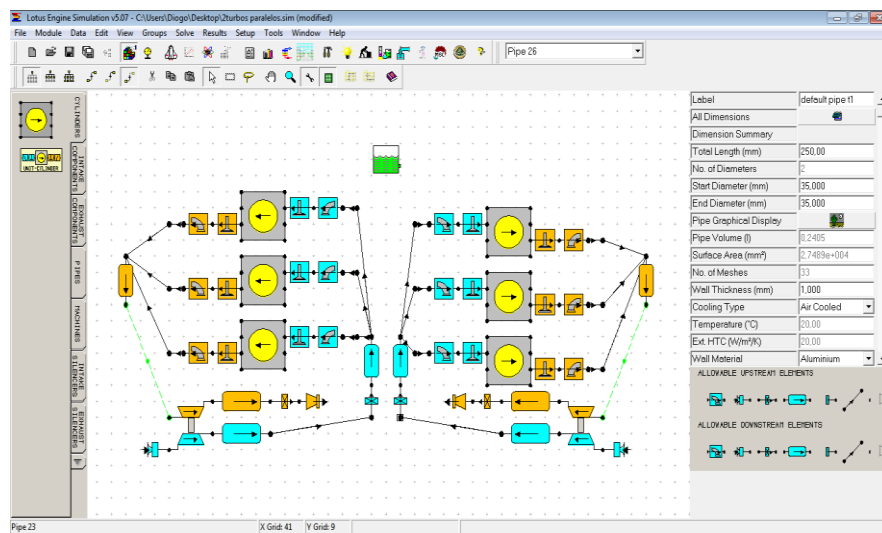 Lotus Engine Simulation v5.07 - C:\Users\Diogo\Desktop\2turbos paralelos.sim (modified)
File Module Data Edit View Groups Solve Results Setup Tools Window Help
Pipe 26
CYLINDERS
INTAKE COMPONENTS
EXHAUST COMPONENTS
PIPES
MACHINES
INTAKE SILENCERS
EXHAUST SILENCERS
UNIT-CYLINDER
Label default pipe t1
All Dimensions
Dimension Summary
Total Length (mm) 250,00
No. of Diameters 2
Start Diameter (mm) 35,000
End Diameter (mm) 35,000
Pipe Graphical Display
Pipe Volume (l) 0,2405
Surface Area (mm²) 2,7489e+004
No. of Meshes 33
Wall Thickness (mm) 1,000
Cooling Type Air Cooled
Temperature (°C) 20,00
Ext. HTC (W/m²/K) 20,00
Wall Material Aluminium
ALLOWABLE UPSTREAM ELEMENTS
ALLOWABLE DOWNSTREAM ELEMENTS
Pipe 23 X Grid: 41 Y Grid: 9